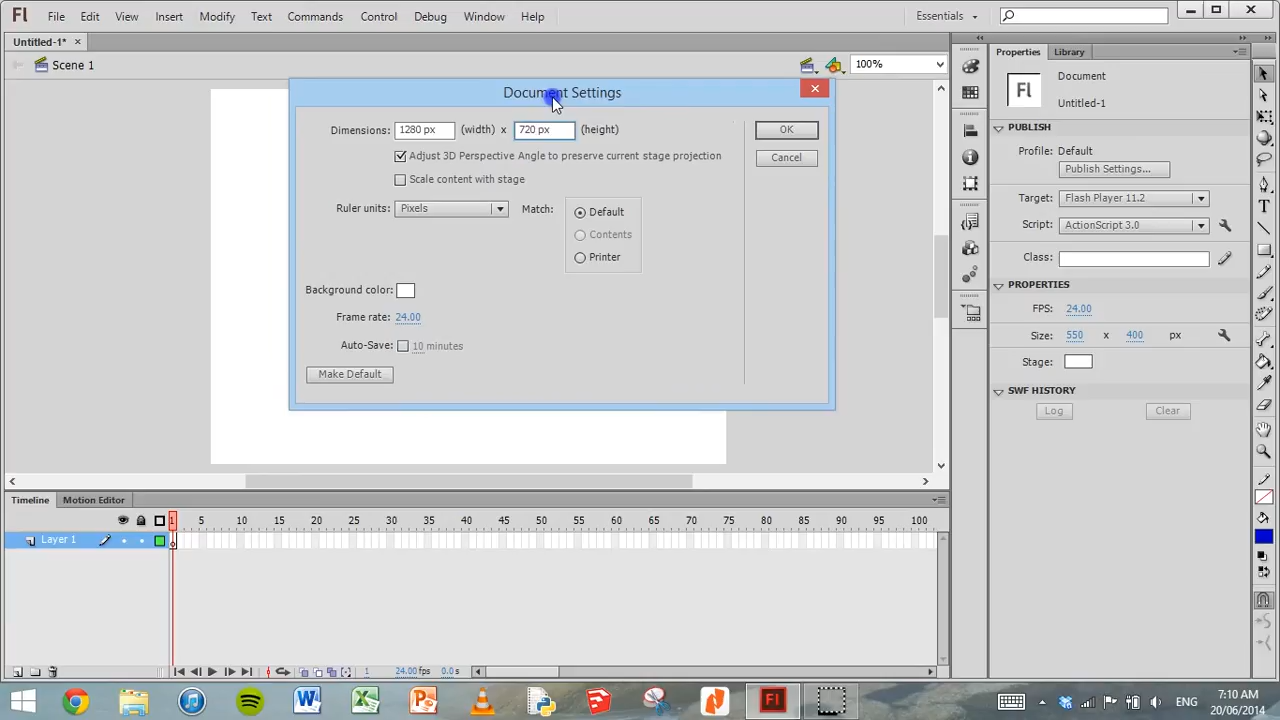 Fl File Edit View Insert Modify Text Commands Control Debug Window Help Essentials
Untitled-1* ×
Scene 1 100%
Document Settings
Dimensions: 1280 px (width) x 720 px (height) OK
Adjust 3D Perspective Angle to preserve current stage projection Cancel
Scale content with stage
Ruler units: Pixels Match: Default
Contents
Printer
Background color:
Frame rate: 24.00
Auto-Save: 10 minutes
Make Default
Properties Library
Fl Document
Untitled-1
PUBLISH
Profile: Default
Publish Settings...
Target: Flash Player 11.2
Script: ActionScript 3.0
Class:
PROPERTIES
FPS: 24.00
Size: 550 x 400 px
Stage:
SWF HISTORY
Log Clear
Timeline Motion Editor
1 5 10 15 20 25 30 35 40 45 50 55 60 65 70 75 80 85 90 95 100
Layer 1
1 24.00 fps 0.0 s
ENG 7:10 AM
20/06/2014